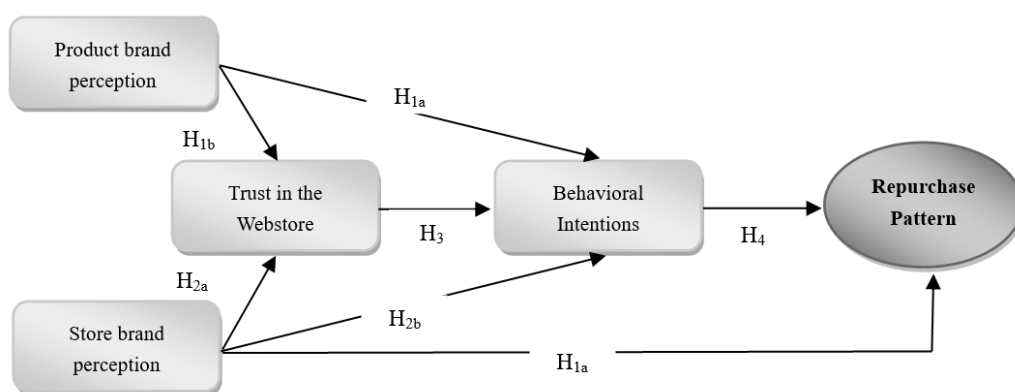 Product brand
perception
H1a
H1b
Trust in the
Webstore
Behavioral
Intentions
Repurchase
Pattern
H3
H4
H2a
H2b
Store brand
perception
H1a